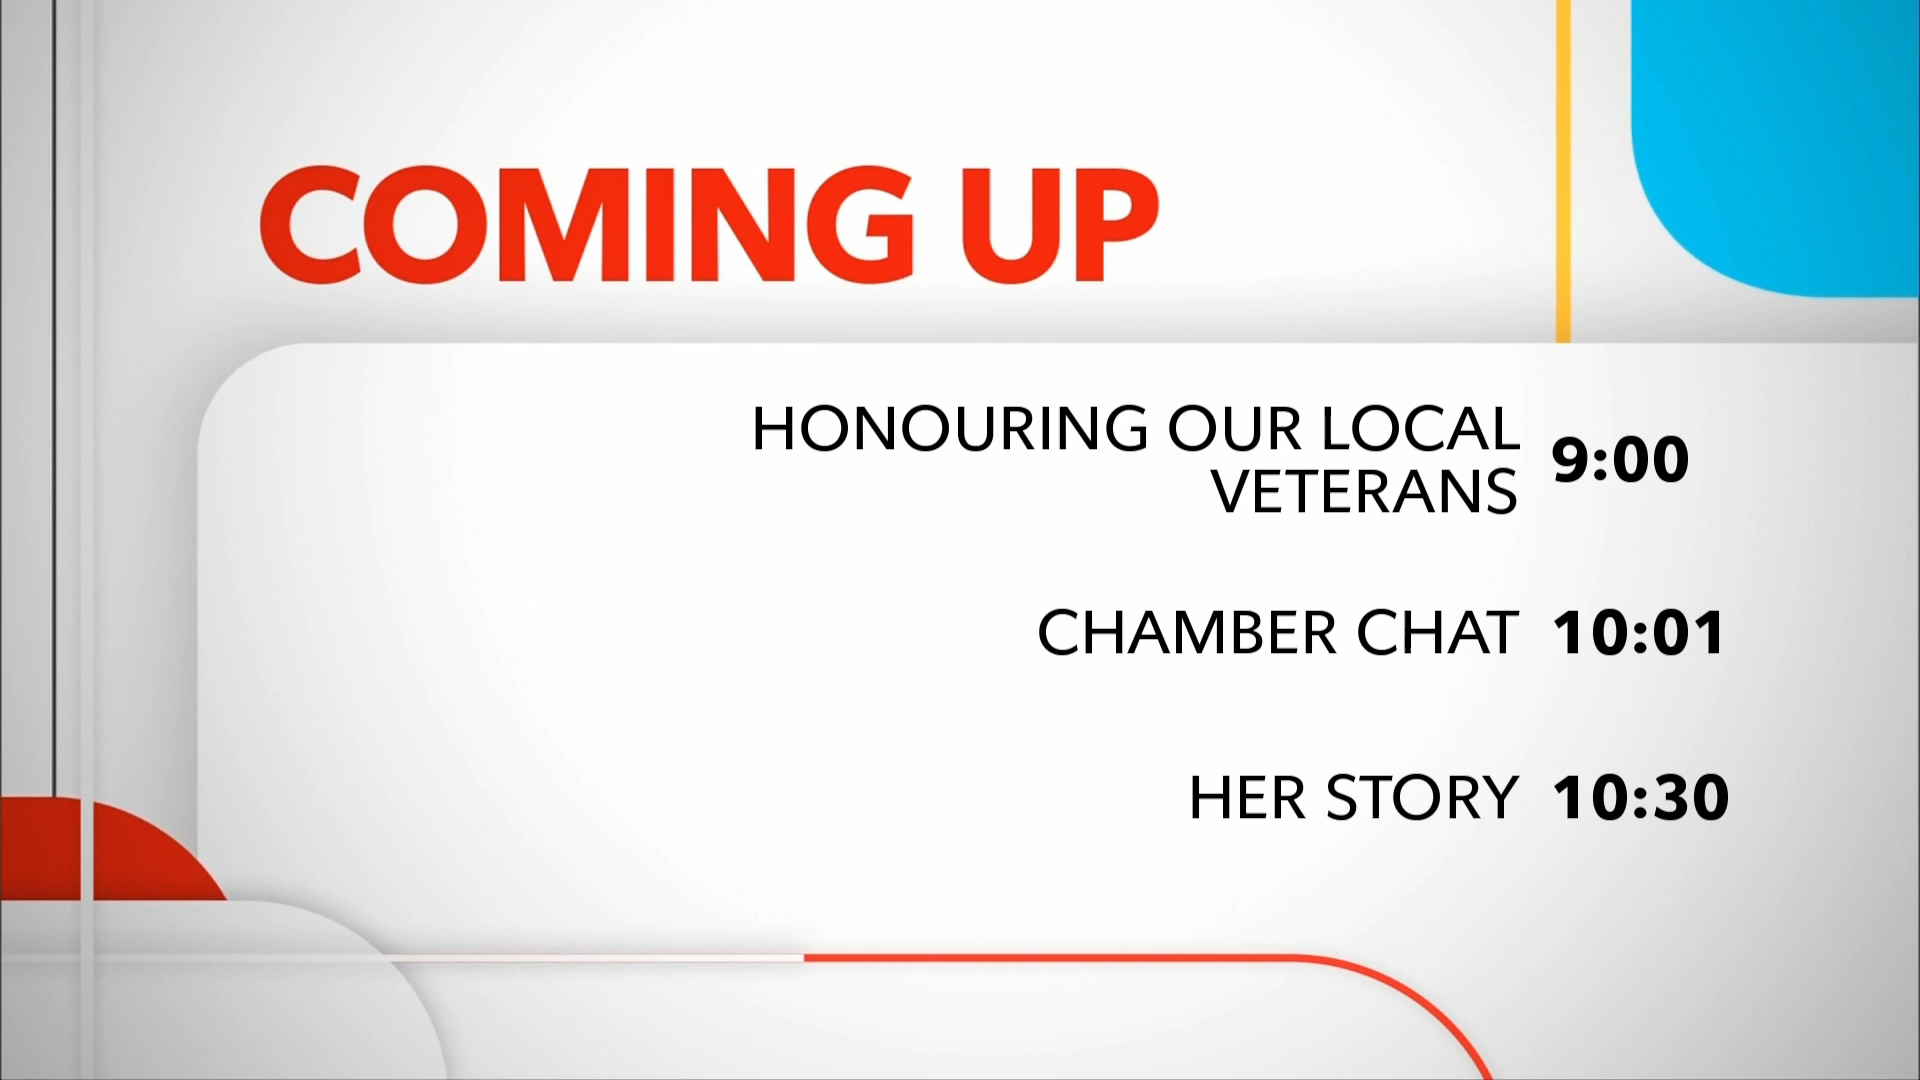 COMING UP
HONOURING OUR LOCAL
VETERANS 9:00
CHAMBER CHAT 10:01
HER STORY 10:30